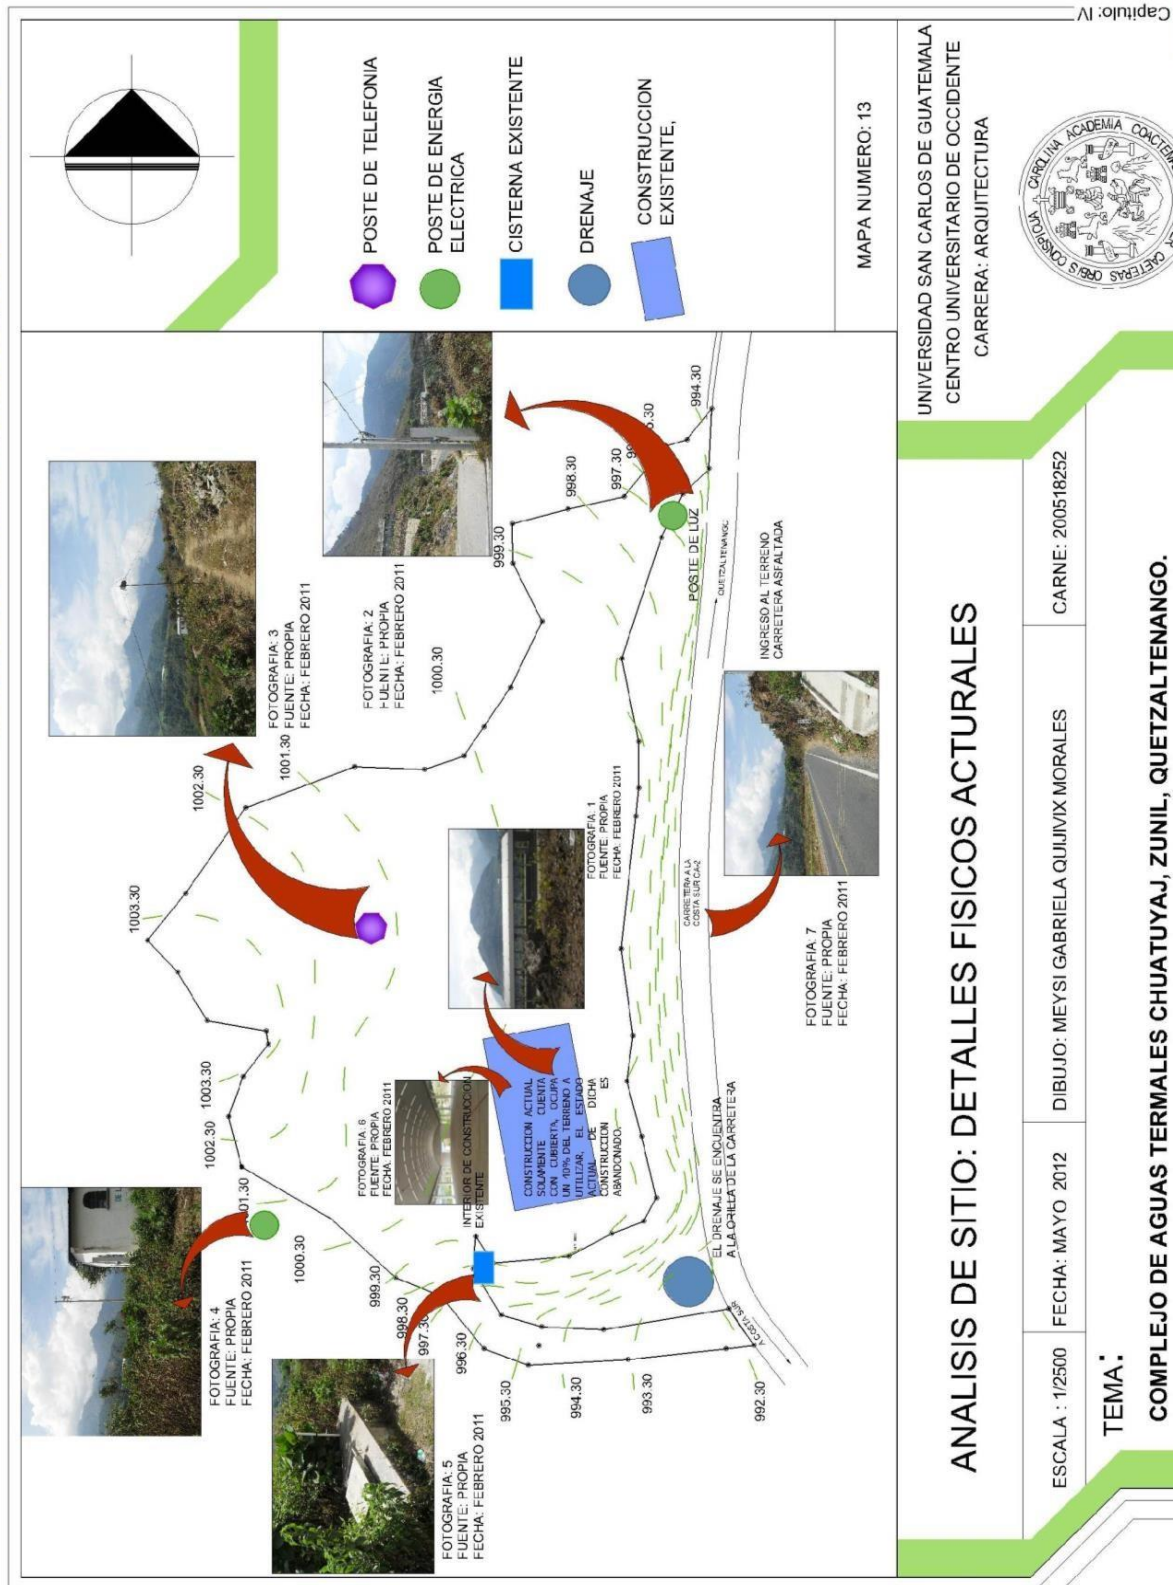 Capitulo: IV
POSTE DE TELEFONIA
POSTE DE ENERGIA
ELECTRICA
CISTERNA EXISTENTE
DRENAJE
CONSTRUCCION
EXISTENTE,
MAPA NUMERO: 13
UNIVERSIDAD SAN CARLOS DE GUATEMALA
CENTRO UNIVERSITARIO DE OCCIDENTE
CARRERA: ARQUITECTURA
CAROLINA ACADEMIA
CAETERAS ORBIS CONSPICUA
FOTOGRAFIA: 4
FUENTE: PROPIA
FECHA: FEBRERO 2011
FOTOGRAFIA: 3
FUENTE: PROPIA
FECHA: FEBRERO 2011
FOTOGRAFIA: 2
FUENTE: PROPIA
FECHA: FEBRERO 2011
FOTOGRAFIA: 5
FUENTE: PROPIA
FECHA: FEBRERO 2011
FOTOGRAFIA: 6
FUENTE: PROPIA
FECHA: FEBRERO 2011
INTERIOR DE CONSTRUCCION
EXISTENTE
CONSTRUCCION ACTUAL
SOLAMENTE CUENTA
CON CUBIERTA, OCUPA
UN 40% DEL TERRENO A
UTILIZAR, EL ESTADO
ACTUAL DE DICHA
CONSTRUCCION ES
ABANDONADO.
FOTOGRAFIA: 1
FUENTE: PROPIA
FECHA: FEBRERO 2011
1003.30
1002.30
1001.30
1003.30
1002.30
1000.30
1000.30
999.30
998.30
997.30
996.30
995.30
994.30
993.30
992.30
999.30
998.30
997.30
994.30
POSTE DE LUZ
QUETZALTENANGO
CARRETERA A LA
COSTA SUR CA-2
INGRESO AL TERRENO
CARRETERA ASFALTADA
EL DRENAJE SE ENCUENTRA
A LA ORILLA DE LA CARRETERA
A COSTA SUR
FOTOGRAFIA: 7
FUENTE: PROPIA
FECHA: FEBRERO 2011
ANALISIS DE SITIO: DETALLES FISICOS ACTURALES
ESCALA : 1/2500
FECHA: MAYO 2012
DIBUJO: MEYSI GABRIELA QUIJIVIX MORALES
CARNE: 200518252
TEMA:
COMPLEJO DE AGUAS TERMALES CHUATUYAJ, ZUNIL, QUETZALTENANGO.